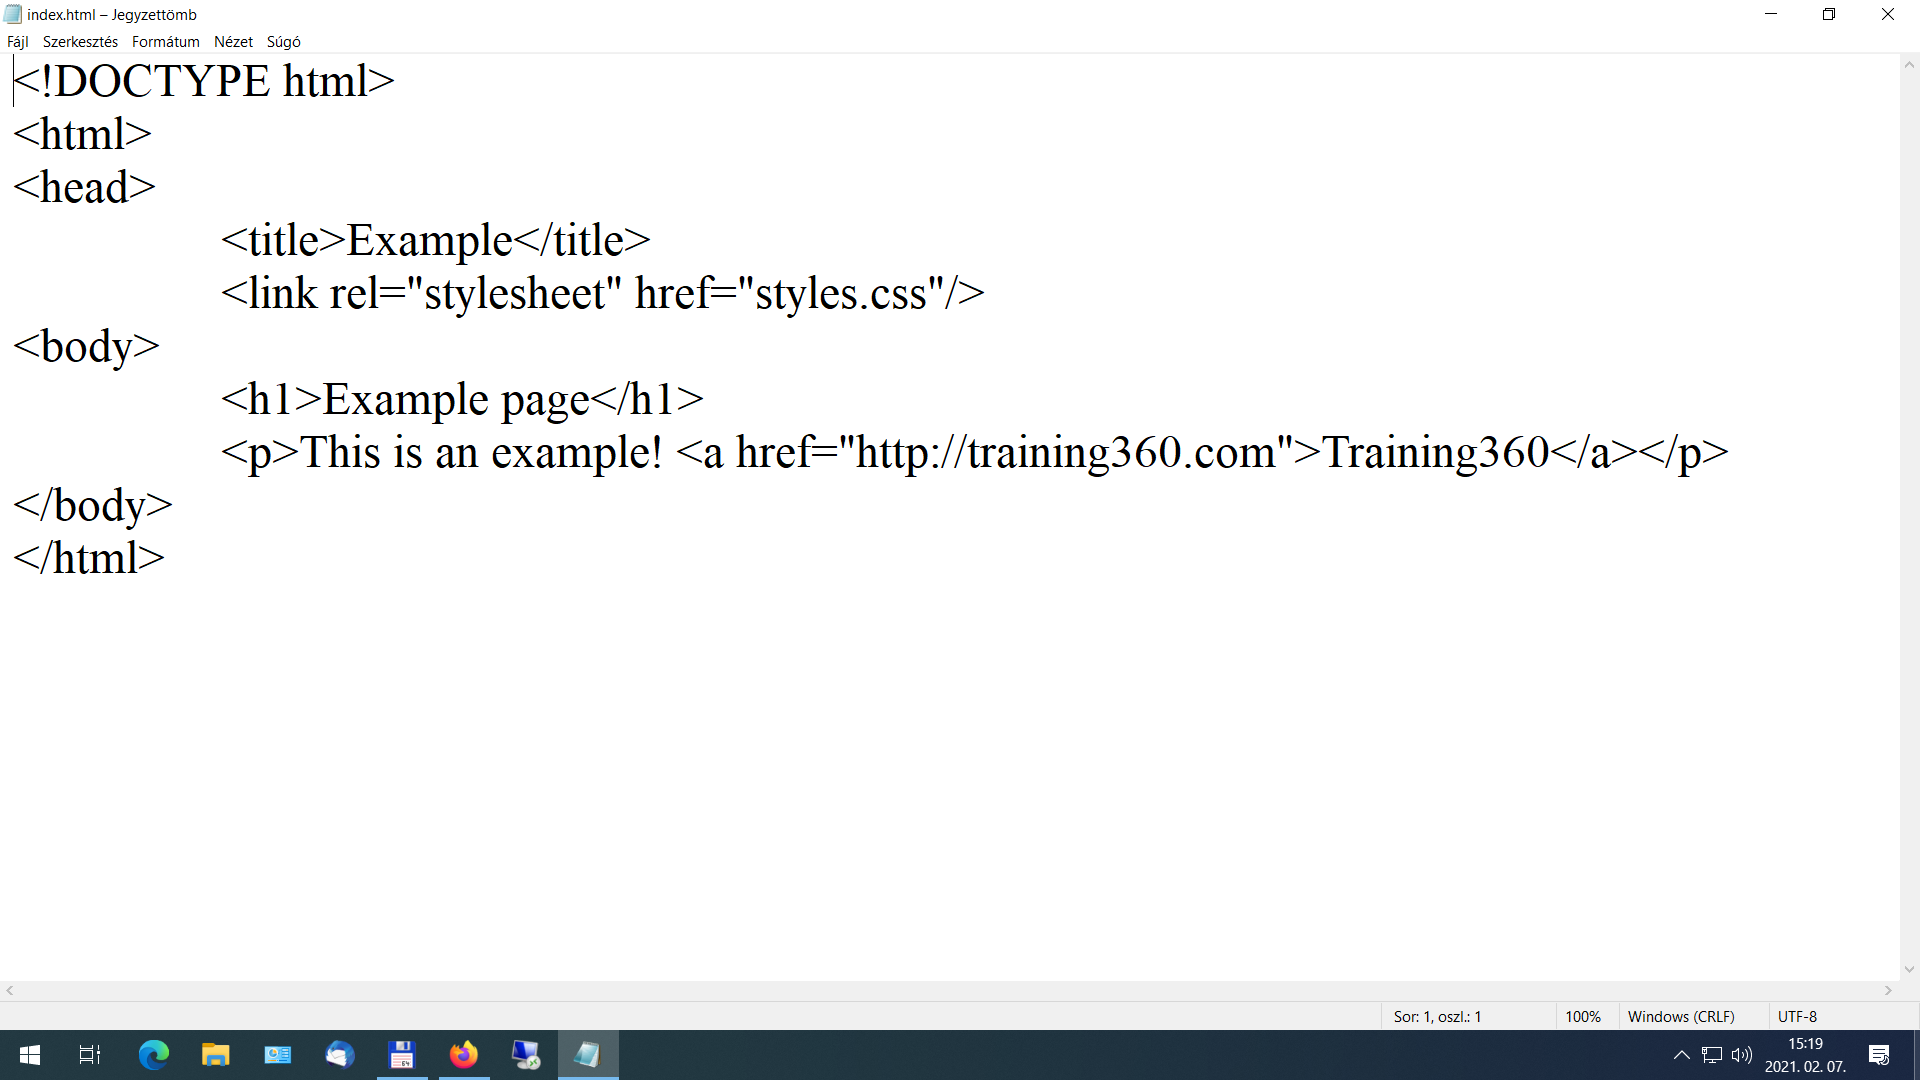 index.html – Jegyzettömb
Fájl Szerkesztés Formátum Nézet Súgó
<!DOCTYPE html>
<html>
<head>
<title>Example</title>
<link rel="stylesheet" href="styles.css"/>
<body>
<h1>Example page</h1>
<p>This is an example! <a href="http://training360.com">Training360</a></p>
</body>
</html>
Sor: 1, oszl.: 1 100% Windows (CRLF) UTF-8
64
15:19
2021. 02. 07.